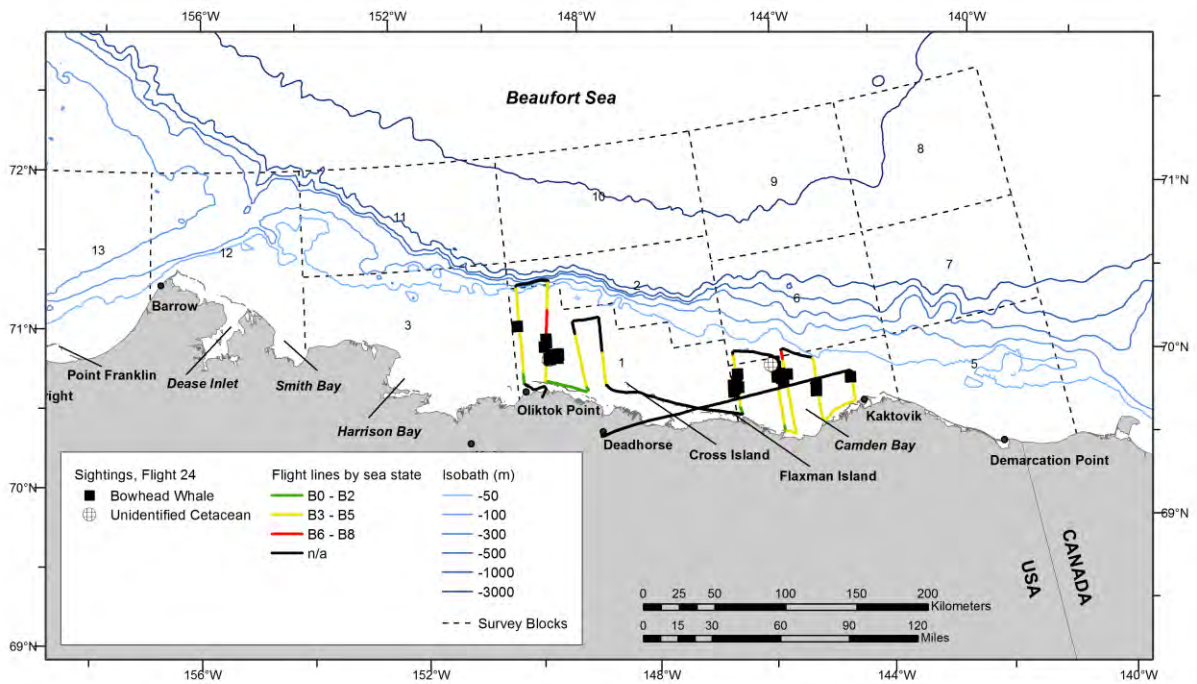 156°W 152°W 148°W 144°W 140°W
Beaufort Sea
8
72°N
9
71°N
10
11
13
12
7
6
2
Barrow
71°N
3
70°N
1
5
Point Franklin
Dease Inlet
Smith Bay
Oliktok Point
Kaktovik
Harrison Bay
Deadhorse
Cross Island
Camden Bay
Flaxman Island
Demarcation Point
Sightings, Flight 24
Bowhead Whale
Unidentified Cetacean
Flight lines by sea state
B0 - B2
B3 - B5
B6 - B8
n/a
Isobath (m)
-50
-100
-300
-500
-1000
-3000
Survey Blocks
70°N
69°N
USA
CANADA
0 25 50 100 150 200
Kilometers
0 15 30 60 90 120
Miles
69°N
156°W 152°W 148°W 144°W 140°W